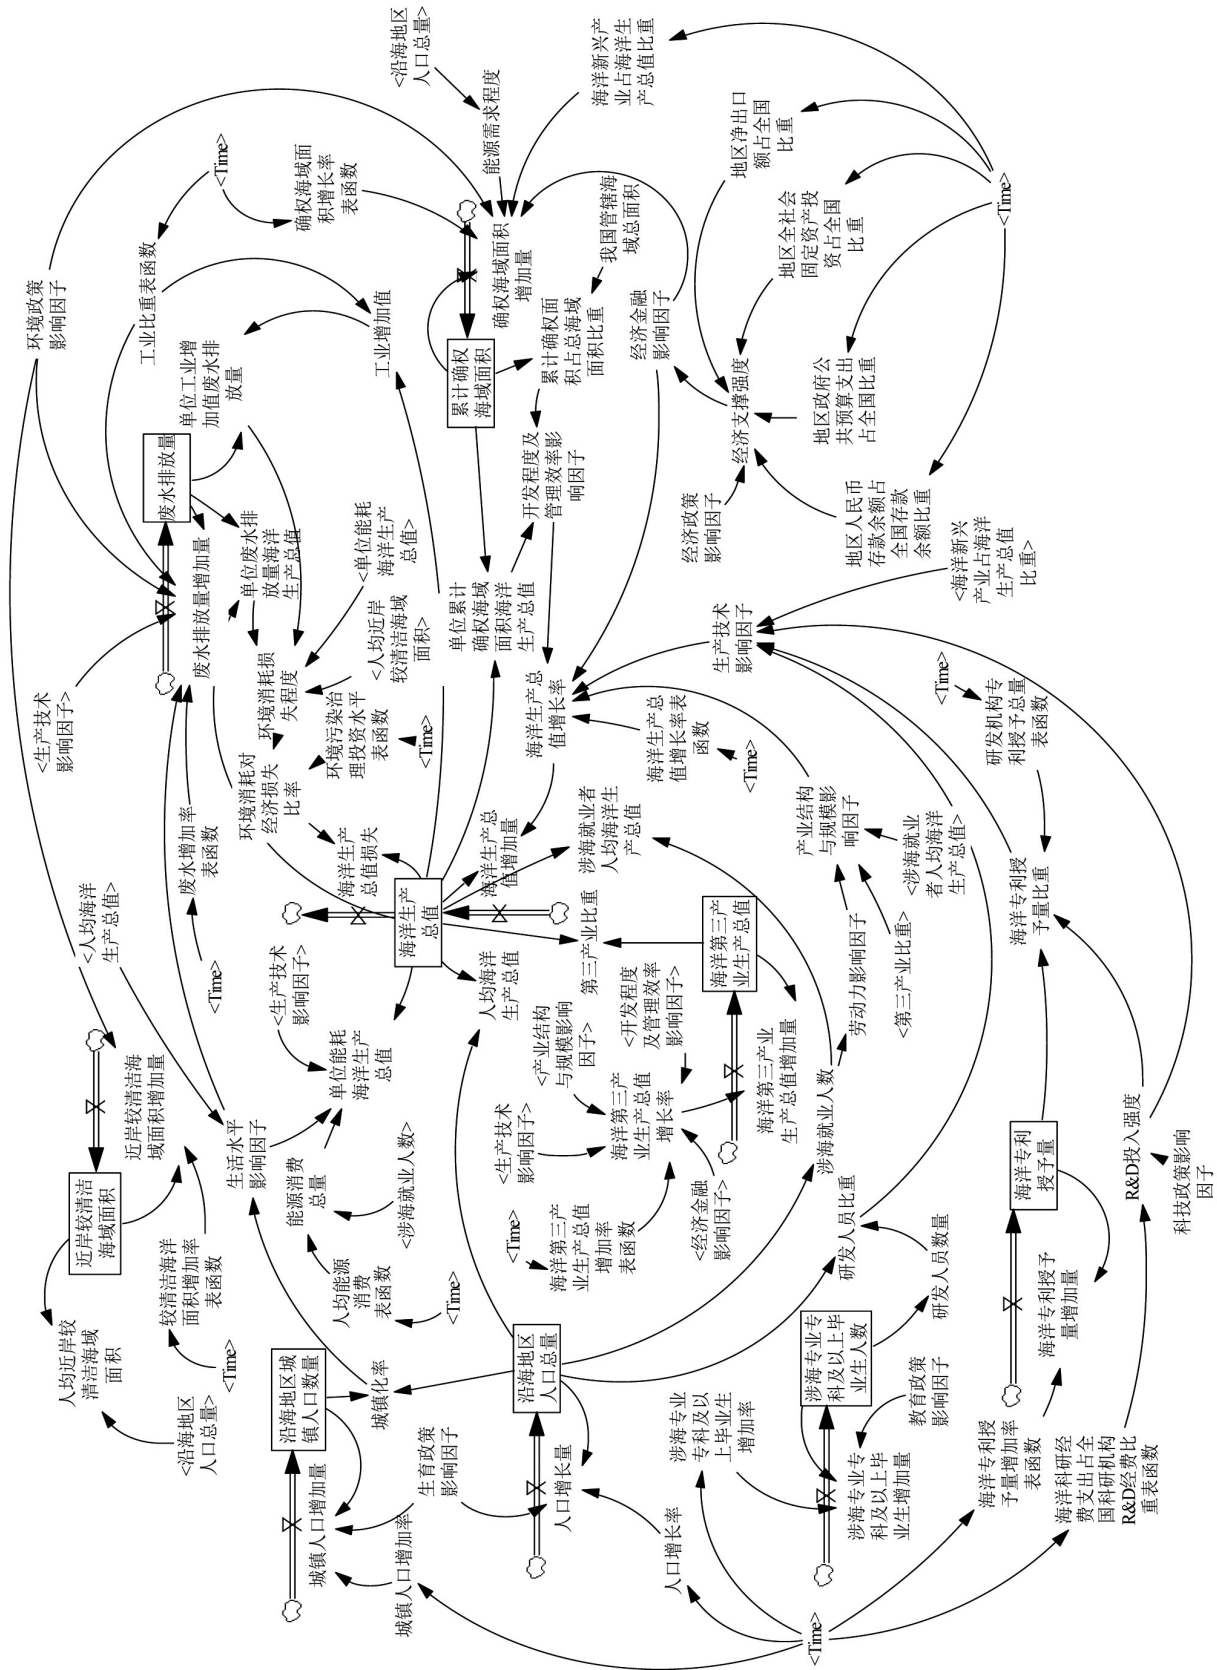 <沿海地区
人口总量>
能源需求程度
海洋新兴产
业占海洋生
产总值比重
地区净出口
额占全国
比重
<Time>
确权海域面
积增长率
表函数
确权海域面积
增加量
我国管辖海
域总面积
地区全社会
固定资产投
资占全国
比重
<Time>
环境政策
影响因子
工业比重表函数
工业增加值
累计确权
海域面积
累计确权面
积占总海域
面积比重
经济金融
影响因子
经济支撑强度
地区政府公
共预算支出
占全国比重
单位工业增
加值废水排
放量
废水排放量
开发程度及
管理效率影
响因子
经济政策
影响因子
地区人民币
存款余额占
全国存款
余额比重
废水排放量增加量
单位废水排
放量海洋
生产总值
<单位能耗
海洋生产
总值>
<人均近岸
较清洁海域
面积>
单位累计
确权海域
面积海洋
生产总值
生产技术
影响因子
<海洋新兴
产业占海洋
生产总值
比重>
<生产技术
影响因子>
环境消耗损
失程度
环境污染治
理投资水平
表函数
<Time>
海洋生产总
值增长率
海洋生产总
值增长率表
函数
<Time>
<Time>
研发机构专
利授予总量
表函数
环境消耗对
经济损失
比率
废水增加率
表函数
海洋生产
总值损失
海洋生产总
值增加量
涉海就业者
人均海洋生
产总值
产业结构
与规模影
响因子
<涉海就业
者人均海洋
生产总值>
海洋专利授
予量比重
<人均海洋
生产总值>
<Time>
海洋生产
总值
第三产业比重
海洋第三产
业生产总值
劳动力影响因子
<第三产业比重>
<生产技术
影响因子>
人均海洋
生产总值
<产业结构
与规模影响
因子>
<开发程度
及管理效率
影响因子>
海洋第三产业
生产总值增加量
涉海就业人数
近岸较清洁海
域面积增加量
单位能耗
海洋生产
总值
海洋第三产
业生产总值
增长率
<生产技术
影响因子>
生活水平
影响因子
近岸较清洁
海域面积
能源消费
总量
<涉海就业人数>
<经济金融
影响因子>
<Time>
海洋第三产
业生产总值
增加率
表函数
研发人员比重
研发人员数量
海洋专利
授予量
R&D投入强度
科技政策影响
因子
较清洁海洋
面积增加率
表函数
<Time>
人均近岸较
清洁海域
面积
<沿海地区
人口总量>
人均能源
消费
表函数
<Time>
沿海地区城
镇人口数量
城镇化率
沿海地区
人口总量
涉海专业专
科及以上毕
业生人数
教育政策
影响因子
海洋专利授予
量增加量
城镇人口增加量
生育政策
影响因子
人口增长量
涉海专业
专科及以
上毕业生
增加率
涉海专业专
科及以上毕
业生增加量
海洋专利授
予量增加率
表函数
海洋科研经
费支出占全
国科研机构
R&D经费比
重表函数
城镇人口增加率
人口增长率
<Time>